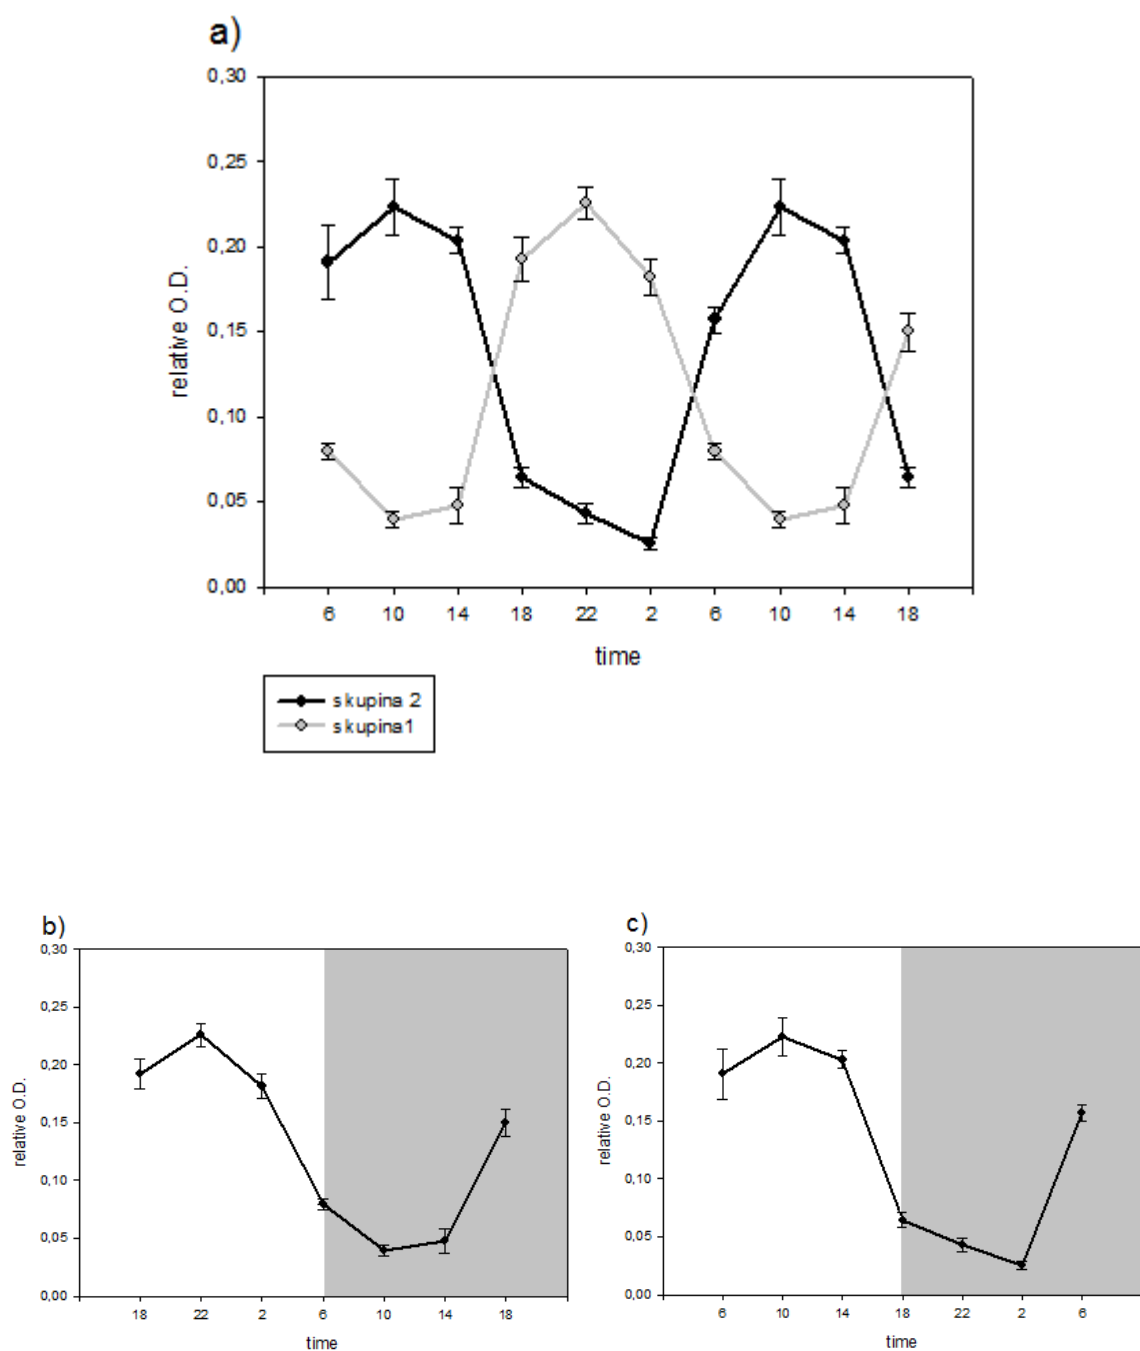 a)
0,30
0,25
0,20
0,15
0,10
0,05
0,00
relative O.D.
6 10 14 18 22 2 6 10 14 18
time
skupina 2
skupina1
b)
0,30
0,25
0,20
0,15
0,10
0,05
0,00
relative O.D.
18 22 2 6 10 14 18
time
c)
0,30
0,25
0,20
0,15
0,10
0,05
0,00
relative O.D.
6 10 14 18 22 2 6
time